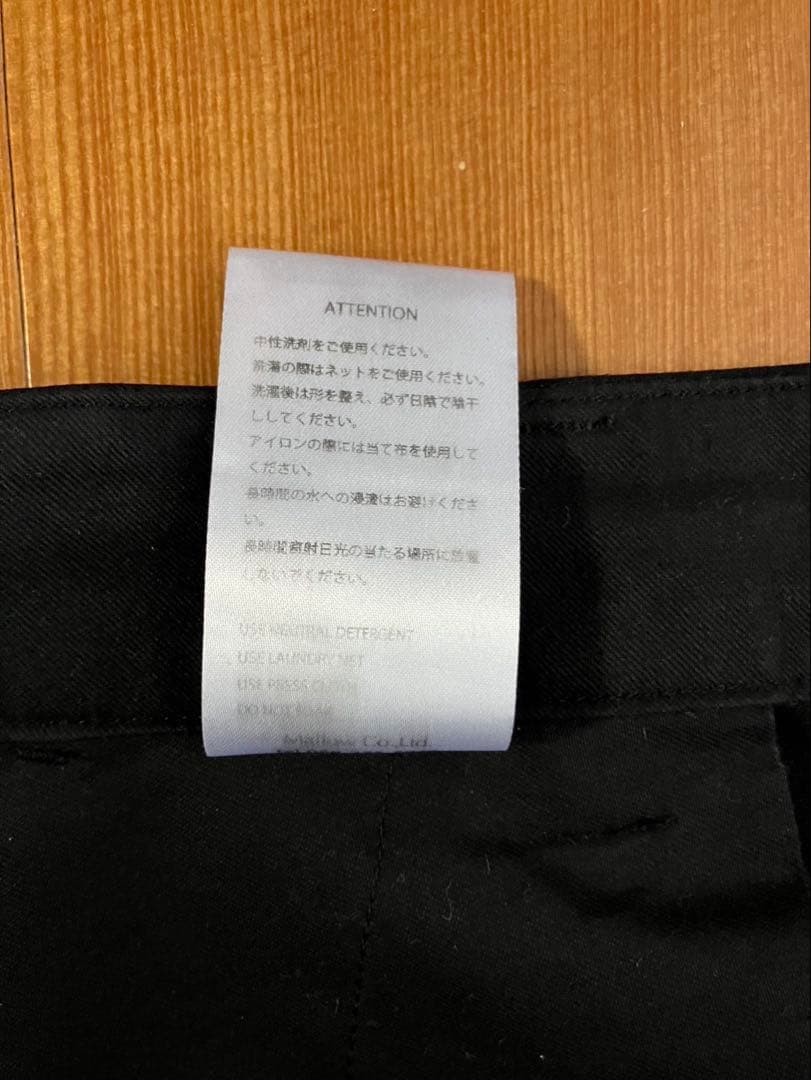 ATTENTION
中性洗剤をご使用ください。
洗濯の際はネットをご使用ください。
洗濯後は形を整え、必ず日陰で陰干
ししてください。
アイロンの際には当て布を使用して
ください。
長時間の水への浸漬はお避けくださ
い。
長時間直射日光の当たる場所に放置
しないでください。
USE NEUTRAL DETERGENT
USE LAUNDRY NET
USE PRESS CLOTH
DO NOT SOAK
Mallow Co.,Ltd.